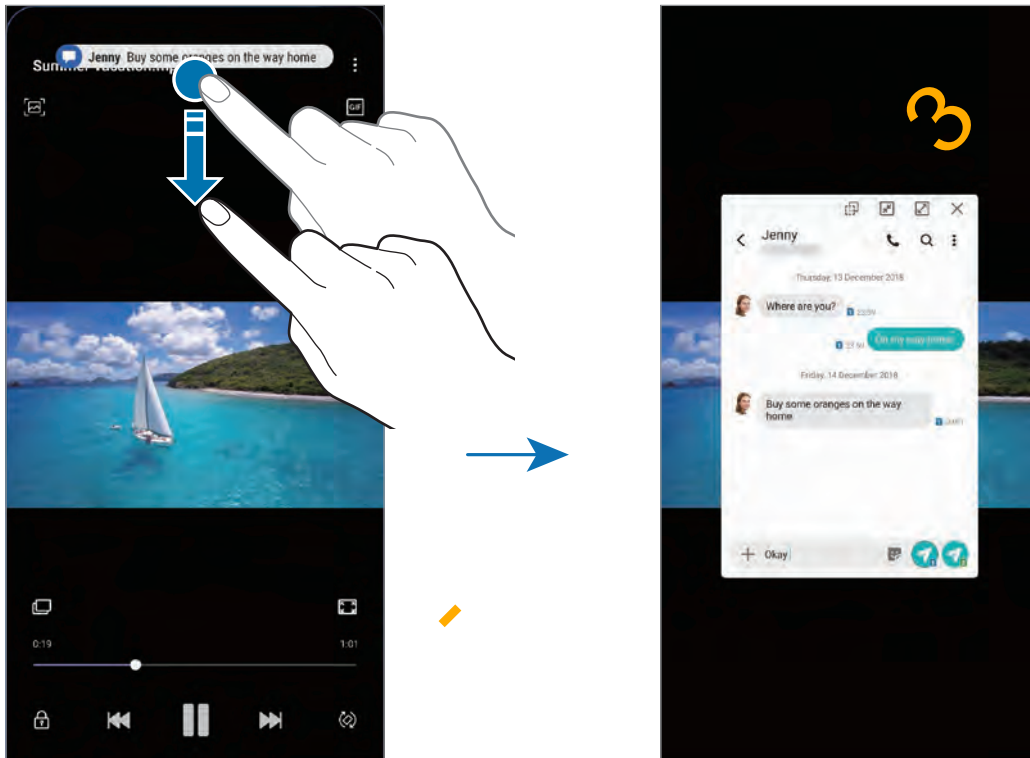 Jenny Buy some oranges on the way home
GIF
0:19
1:01
3
Jenny
Thursday, 13 December 2018
Where are you?
On my way home!
Friday, 14 December 2018
Buy some oranges on the way
home
Okay